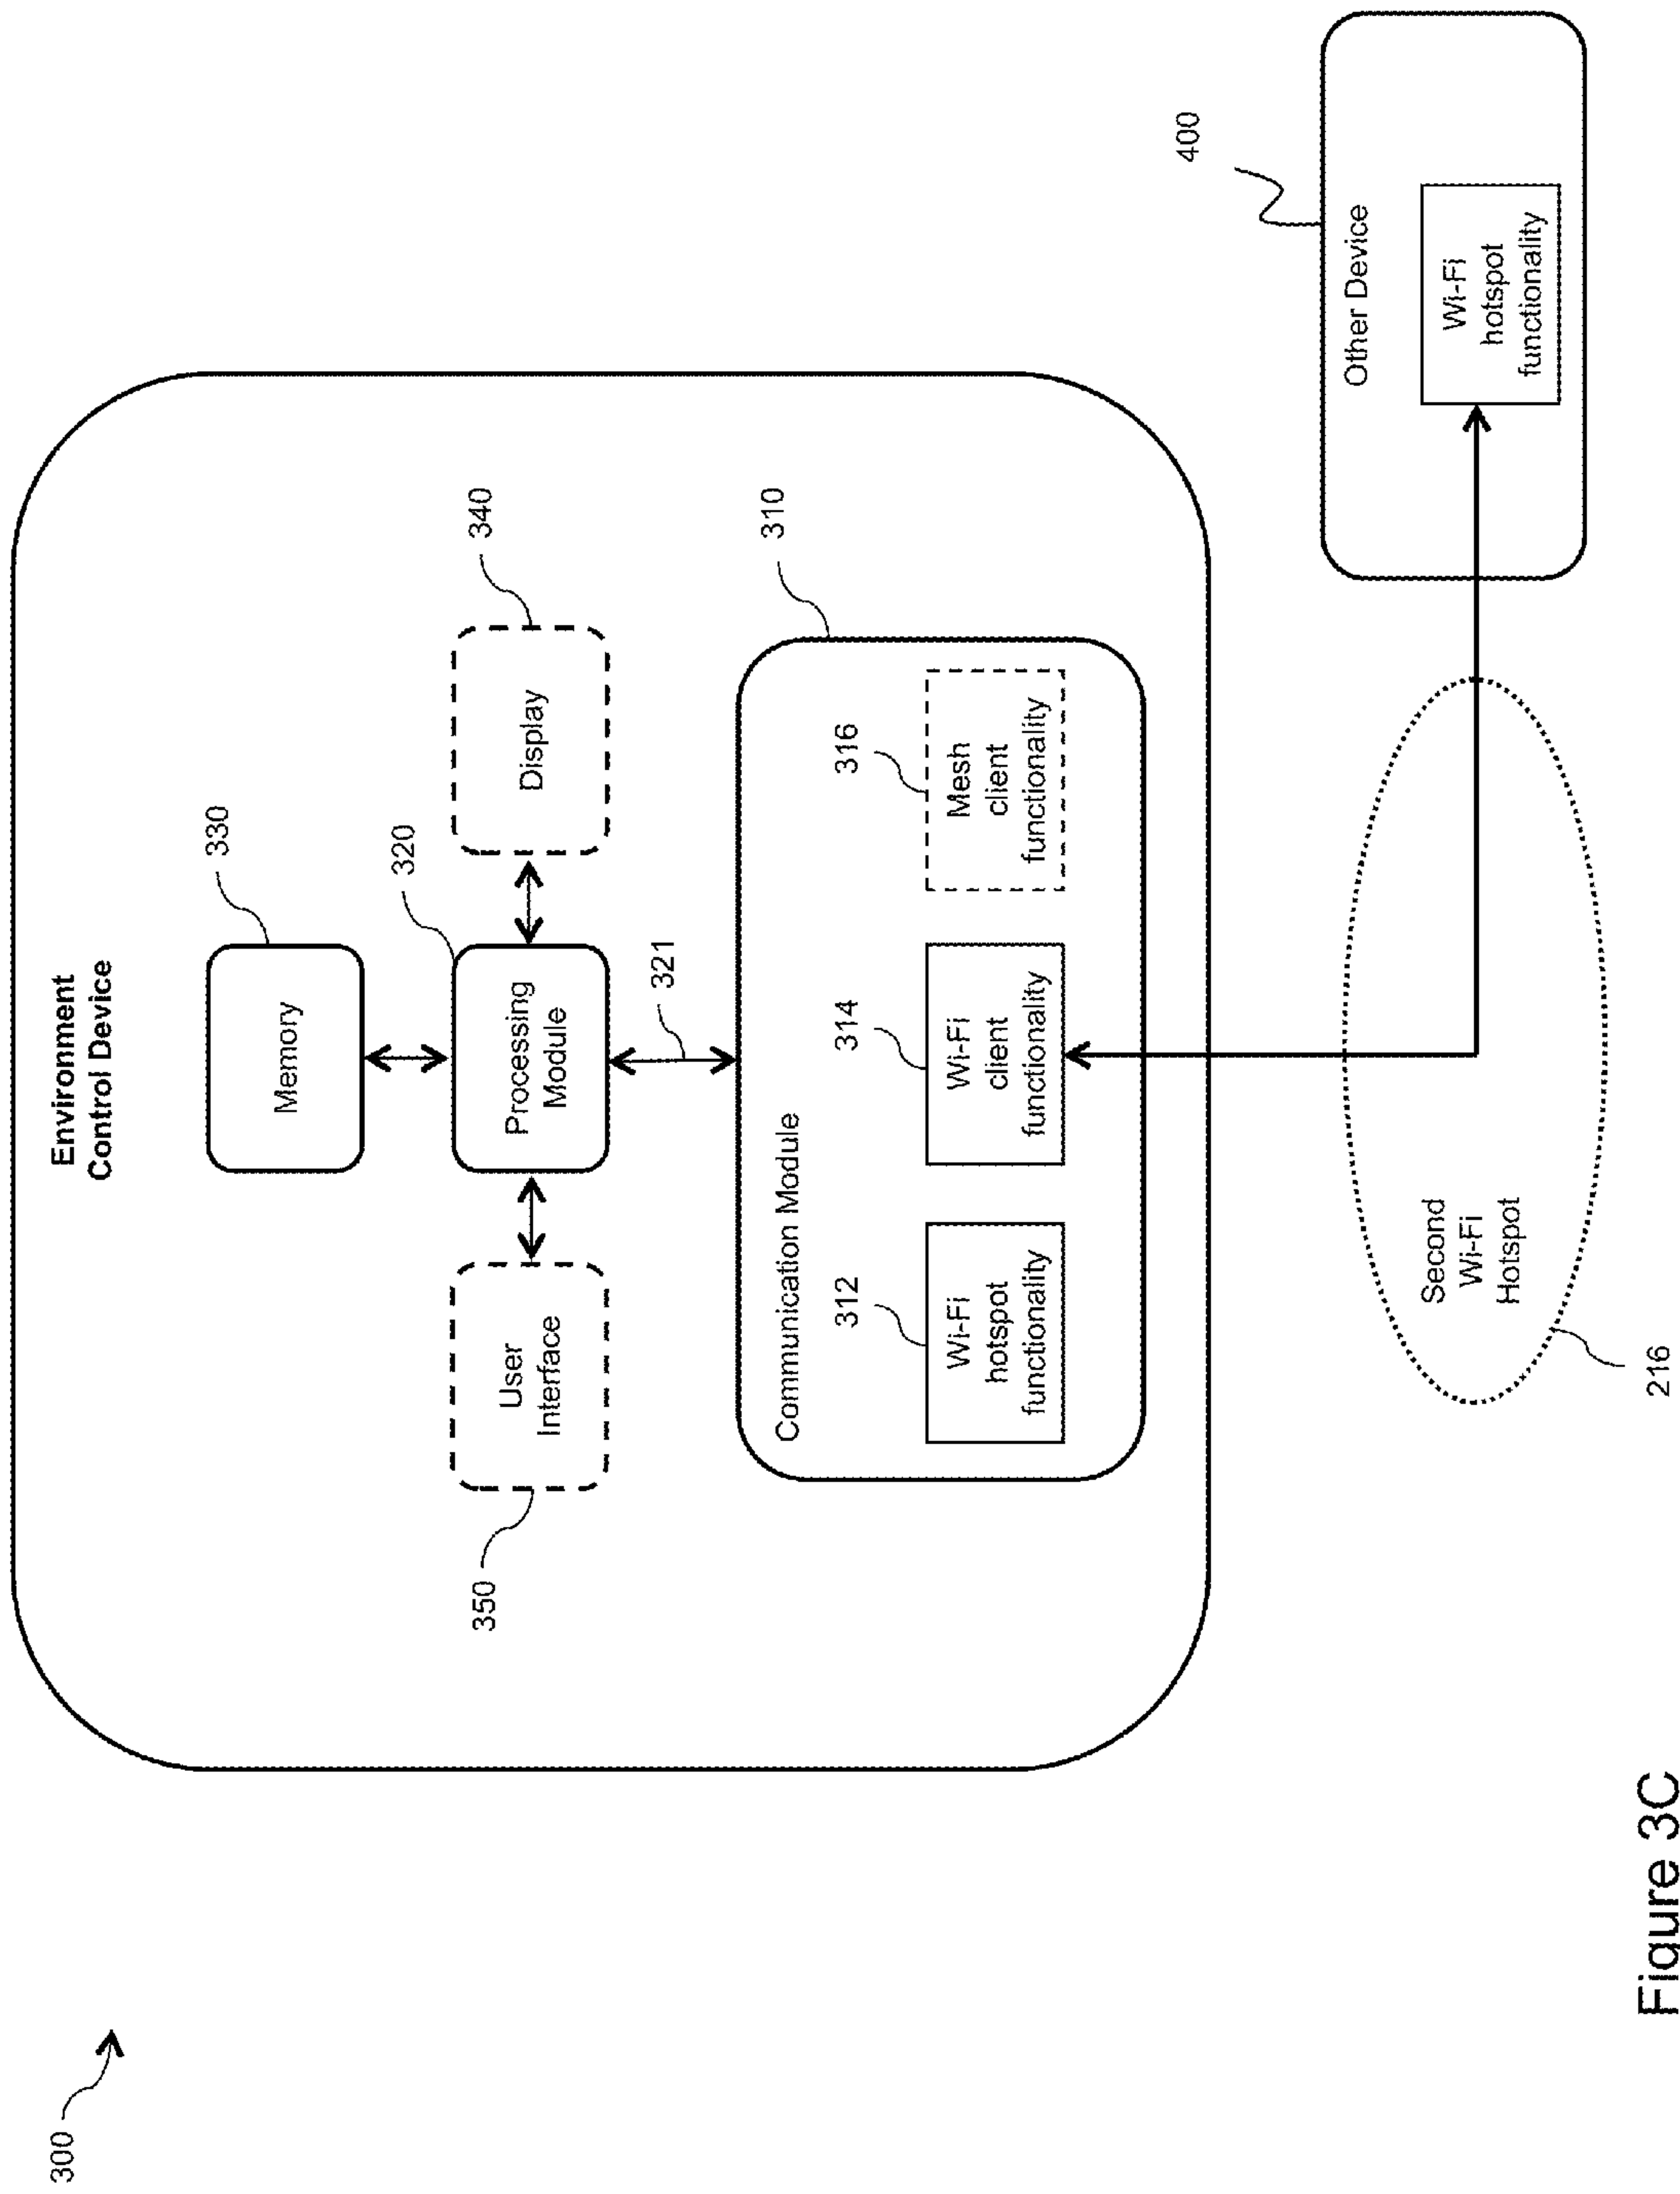 300
Environment
Control Device
Memory
330
320
User
Interface
350
Processing
Module
Display
340
321
Communication Module
310
312
Wi-Fi
hotspot
functionality
314
Wi-Fi
client
functionality
316
Mesh
client
functionality
400
Other Device
Wi-Fi
hotspot
functionality
Second
Wi-Fi
Hotspot
216
Figure 3C